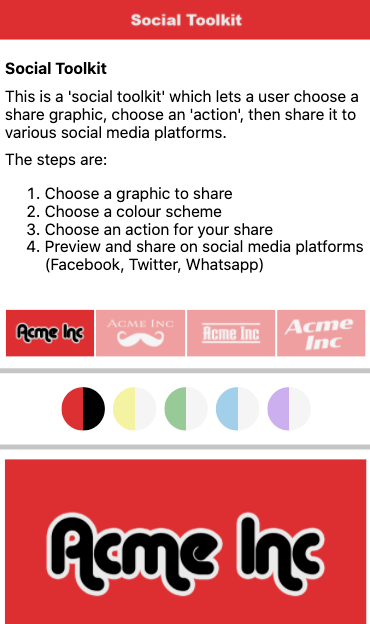 Social Toolkit
Social Toolkit
This is a 'social toolkit' which lets a user choose a
share graphic, choose an 'action', then share it to
various social media platforms.
The steps are:
1. Choose a graphic to share
2. Choose a colour scheme
3. Choose an action for your share
4. Preview and share on social media platforms
(Facebook, Twitter, Whatsapp)
Acme Inc
Acme Inc
Acme Inc
Acme
Inc
Acme Inc